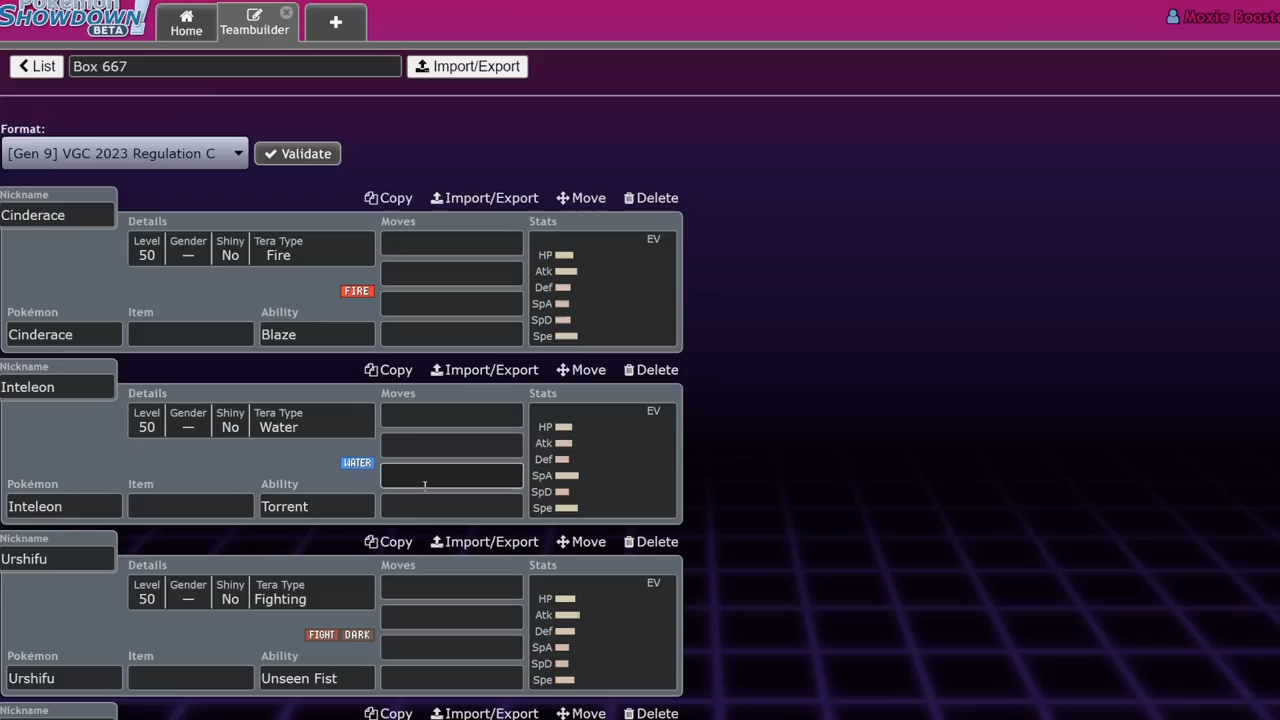 Pokémon
SHOWDOWN!
BETA
Home
Teambuilder
+
Moxie Booste
List
Box 667
Import/Export
Format:
[Gen 9] VGC 2023 Regulation C
Validate
Copy Import/Export Move Delete
Nickname
Cinderace
Details
Moves
Stats
Level Gender Shiny Tera Type
50 — No Fire
EV
HP
Atk
Def
SpA
SpD
Spe
FIRE
Pokémon Item Ability
Cinderace Blaze
Copy Import/Export Move Delete
Nickname
Inteleon
Details
Moves
Stats
Level Gender Shiny Tera Type
50 — No Water
EV
HP
Atk
Def
SpA
SpD
Spe
WATER
Pokémon Item Ability
Inteleon Torrent
Copy Import/Export Move Delete
Nickname
Urshifu
Details
Moves
Stats
Level Gender Shiny Tera Type
50 — No Fighting
EV
HP
Atk
Def
SpA
SpD
Spe
FIGHT DARK
Pokémon Item Ability
Urshifu Unseen Fist
Copy Import/Export Move Delete
Nickname